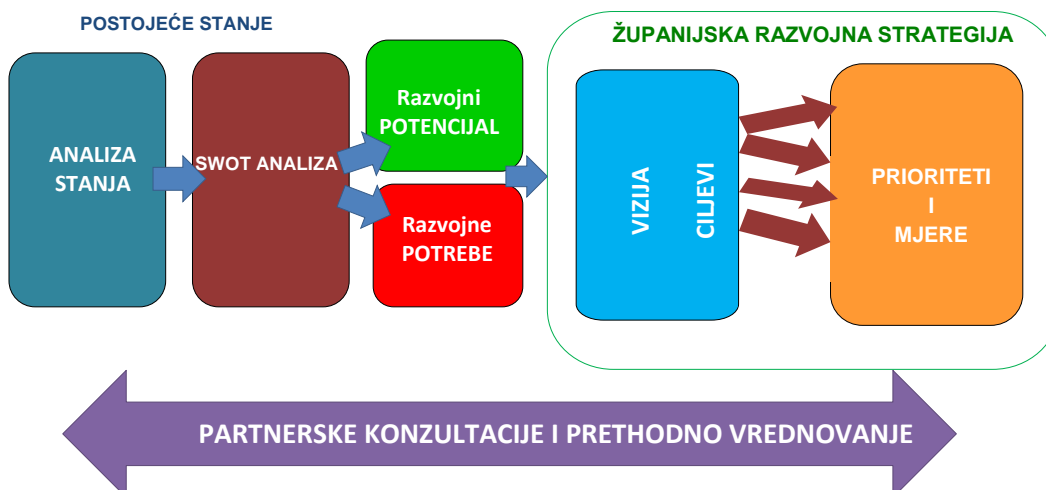 POSTOJEĆE STANJE
ŽUPANIJSKA RAZVOJNA STRATEGIJA
ANALIZA
STANJA
SWOT ANALIZA
Razvojni
POTENCIJAL
Razvojne
POTREBE
VIZIJA
CILJEVI
PRIORITETI
I
MJERE
PARTNERSKE KONZULTACIJE I PRETHODNO VREDNOVANJE